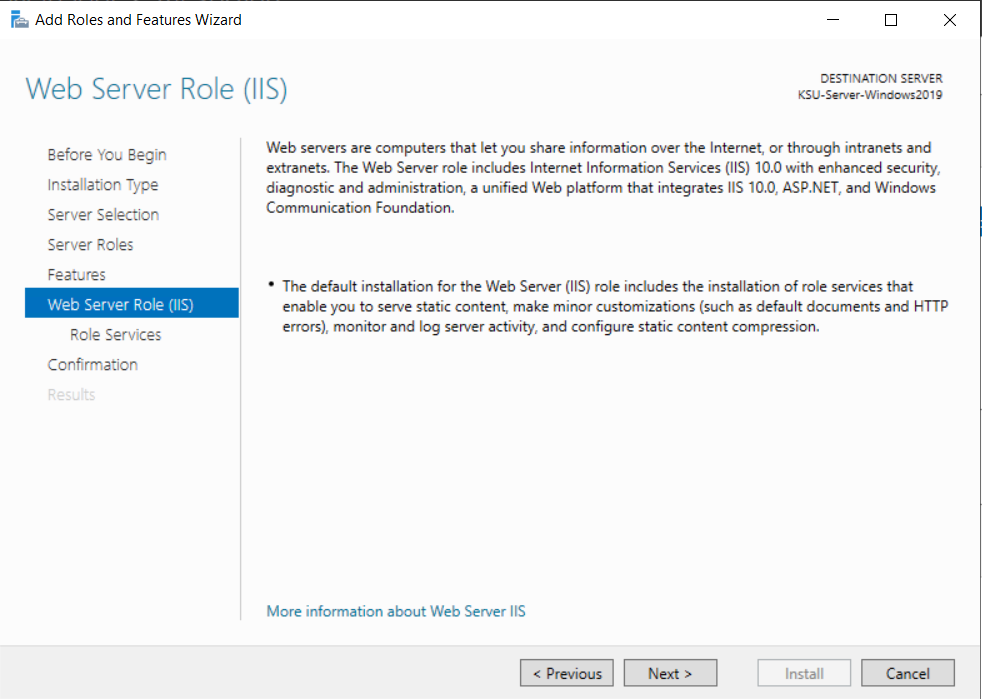 Add Roles and Features Wizard
Web Server Role (IIS)
DESTINATION SERVER
KSU-Server-Windows2019
Before You Begin
Installation Type
Server Selection
Server Roles
Features
Web Server Role (IIS)
Role Services
Confirmation
Results
Web servers are computers that let you share information over the Internet, or through intranets and
extranets. The Web Server role includes Internet Information Services (IIS) 10.0 with enhanced security,
diagnostic and administration, a unified Web platform that integrates IIS 10.0, ASP.NET, and Windows
Communication Foundation.
• The default installation for the Web Server (IIS) role includes the installation of role services that
enable you to serve static content, make minor customizations (such as default documents and HTTP
errors), monitor and log server activity, and configure static content compression.
More information about Web Server IIS
< Previous
Next >
Install
Cancel